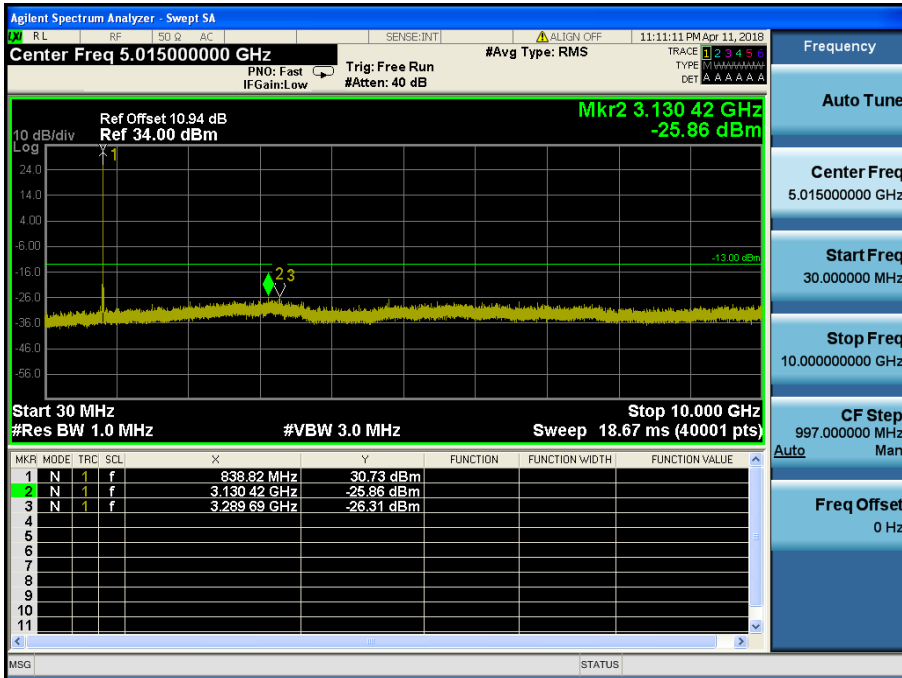 Agilent Spectrum Analyzer - Swept SA
LXI RL RF 50 Ω AC SENSE:INT ALIGN OFF 11:11:11 PM Apr 11, 2018
Center Freq 5.015000000 GHz #Avg Type: RMS TRACE 1 2 3 4 5 6
PNO: Fast Trig: Free Run TYPE M WWWWW
IFGain:Low #Atten: 40 dB DET A A A A A A
Frequency
Auto Tune
Center Freq
5.015000000 GHz
Start Freq
30.000000 MHz
Stop Freq
10.000000000 GHz
CF Step
997.000000 MHz
Auto Man
Freq Offset
0 Hz
Mkr2 3.130 42 GHz
-25.86 dBm
Ref Offset 10.94 dB
10 dB/div Ref 34.00 dBm
Log
1
24.0
14.0
4.00
-6.00
-13.00 dBm
-16.0
2 3
-26.0
-36.0
-46.0
-56.0
Start 30 MHz Stop 10.000 GHz
#Res BW 1.0 MHz #VBW 3.0 MHz Sweep 18.67 ms (40001 pts)
MKR MODE TRC SCL X Y FUNCTION FUNCTION WIDTH FUNCTION VALUE
1 N 1 f 838.82 MHz 30.73 dBm
2 N 1 f 3.130 42 GHz -25.86 dBm
3 N 1 f 3.289 69 GHz -26.31 dBm
4
5
6
7
8
9
10
11
MSG STATUS